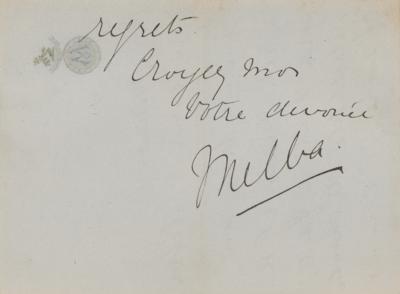 regrets.
Croyez moi
Votre devouée
Melba.